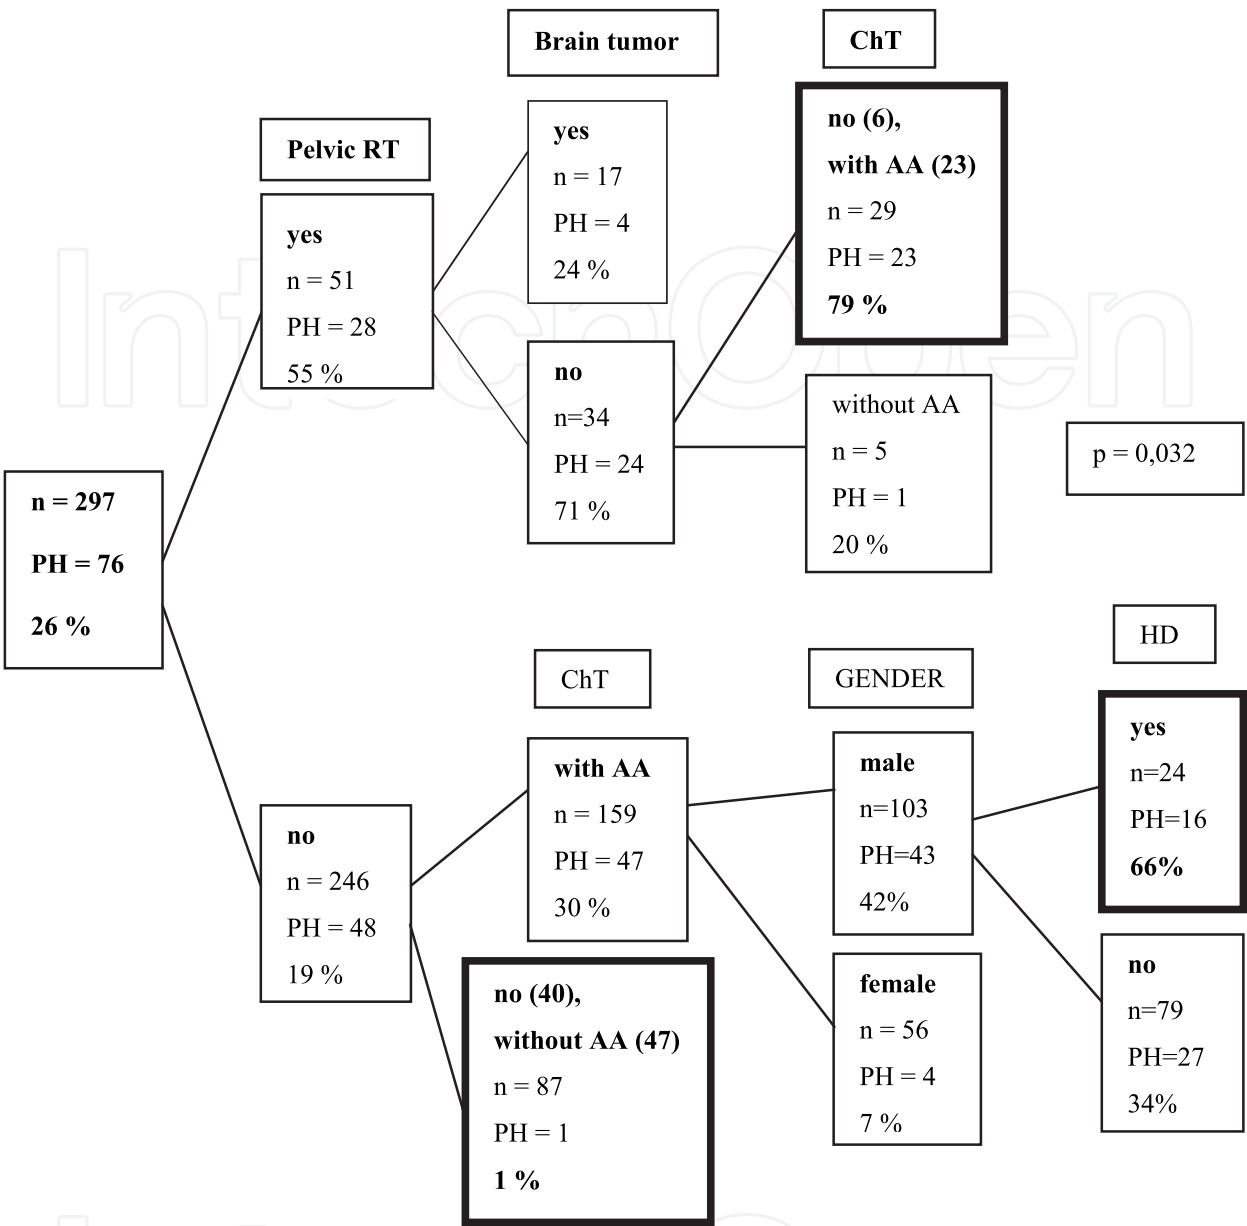 Brain tumor
ChT
Pelvic RT
yes
n = 51
PH = 28
55 %
yes
n = 17
PH = 4
24 %
no
n=34
PH = 24
71 %
no (6),
with AA (23)
n = 29
PH = 23
79 %
without AA
n = 5
PH = 1
20 %
p = 0,032
n = 297
PH = 76
26 %
ChT
GENDER
HD
no
n = 246
PH = 48
19 %
with AA
n = 159
PH = 47
30 %
no (40),
without AA (47)
n = 87
PH = 1
1 %
male
n=103
PH=43
42%
female
n = 56
PH = 4
7 %
yes
n=24
PH=16
66%
no
n=79
PH=27
34%
IntechOpen